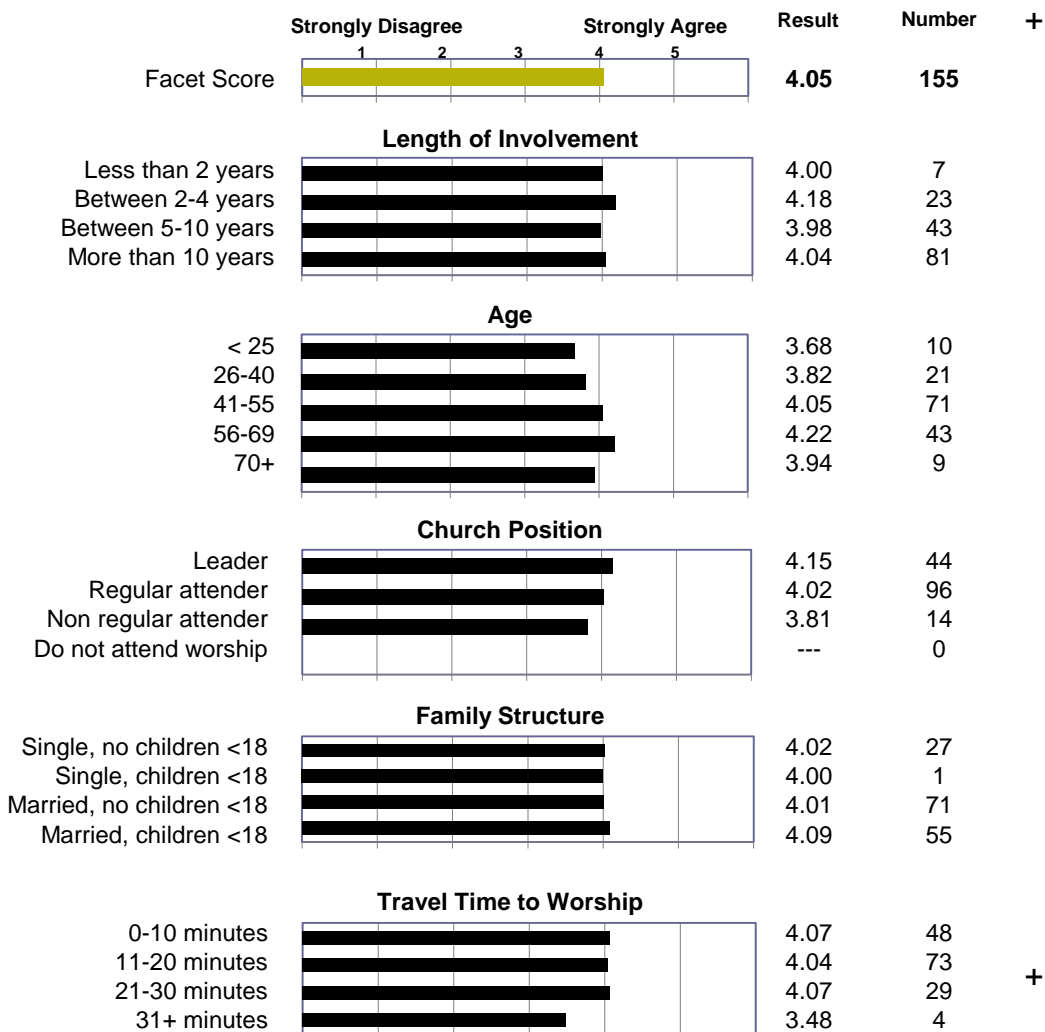 Strongly Disagree Strongly Agree Result Number +
1 2 3 4 5
Facet Score 4.05 155
Length of Involvement
Less than 2 years 4.00 7
Between 2-4 years 4.18 23
Between 5-10 years 3.98 43
More than 10 years 4.04 81
Age
< 25 3.68 10
26-40 3.82 21
41-55 4.05 71
56-69 4.22 43
70+ 3.94 9
Church Position
Leader 4.15 44
Regular attender 4.02 96
Non regular attender 3.81 14
Do not attend worship --- 0
Family Structure
Single, no children <18 4.02 27
Single, children <18 4.00 1
Married, no children <18 4.01 71
Married, children <18 4.09 55
Travel Time to Worship
0-10 minutes 4.07 48
11-20 minutes 4.04 73
21-30 minutes 4.07 29 +
31+ minutes 3.48 4